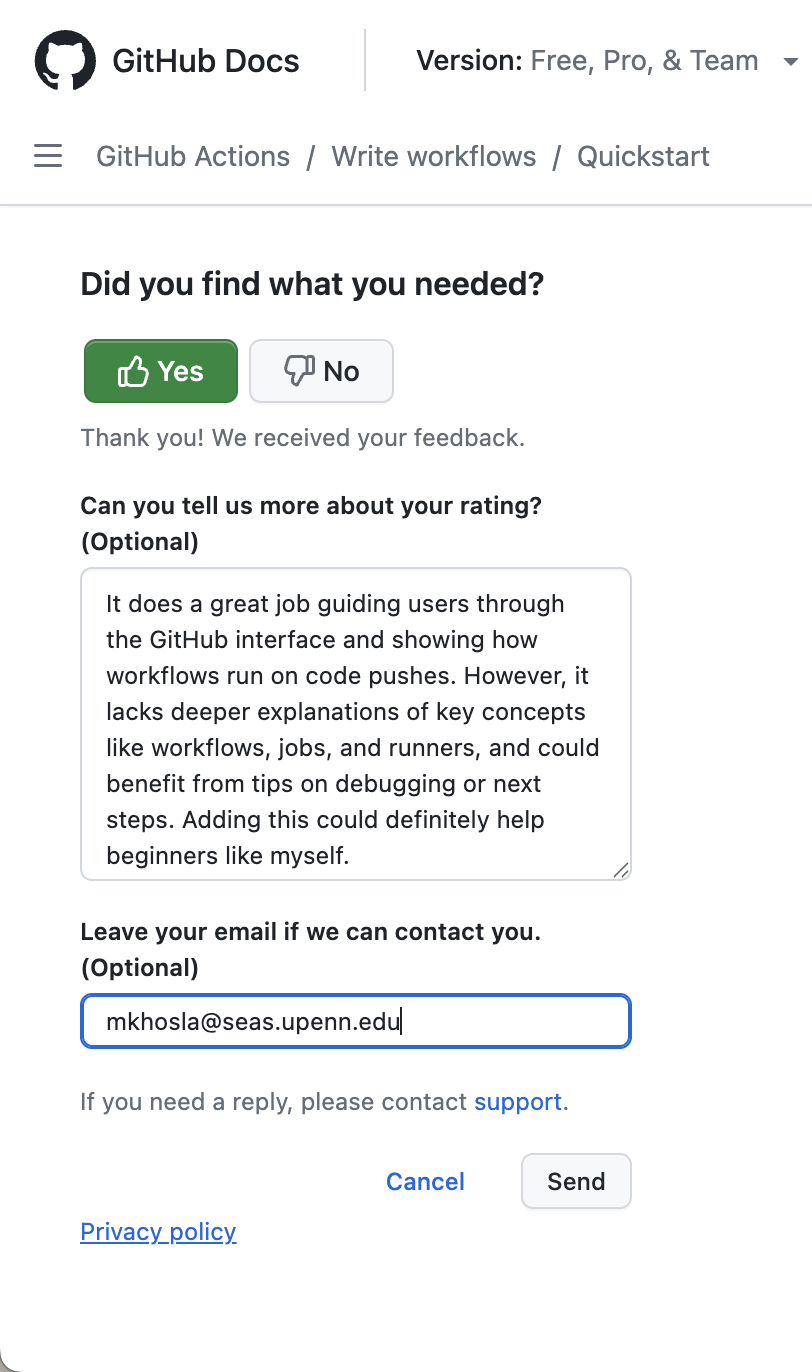 GitHub Docs
Version: Free, Pro, & Team
GitHub Actions / Write workflows / Quickstart
Did you find what you needed?
Yes
No
Thank you! We received your feedback.
Can you tell us more about your rating?
(Optional)
It does a great job guiding users through
the GitHub interface and showing how
workflows run on code pushes. However, it
lacks deeper explanations of key concepts
like workflows, jobs, and runners, and could
benefit from tips on debugging or next
steps. Adding this could definitely help
beginners like myself.
Leave your email if we can contact you.
(Optional)
mkhosla@seas.upenn.edu
If you need a reply, please contact support.
Cancel
Send
Privacy policy